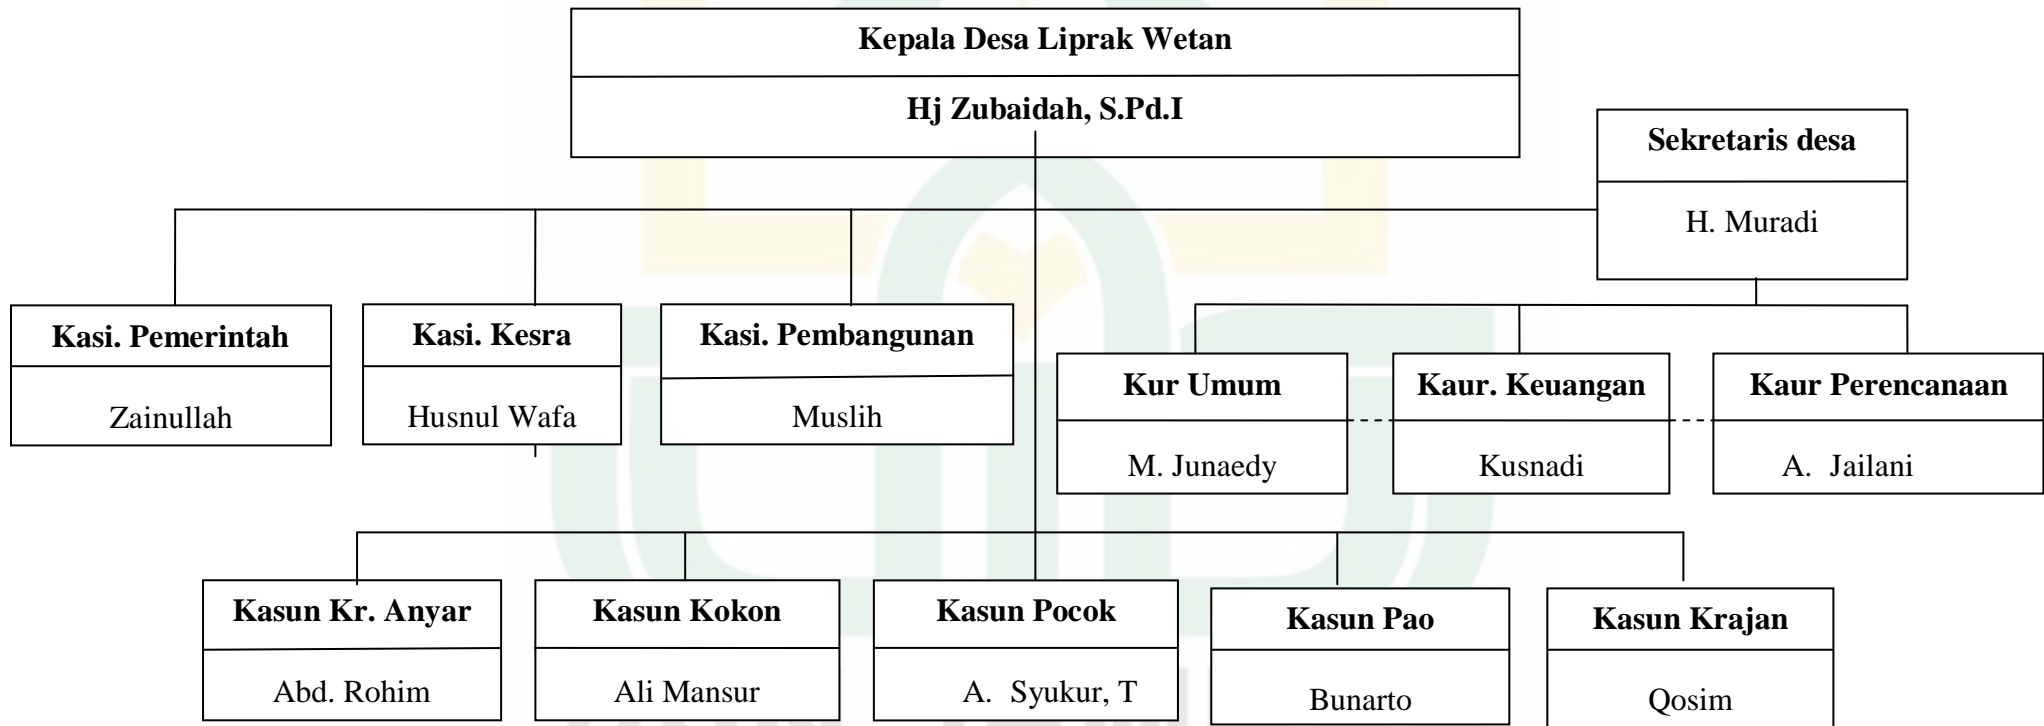 Kepala Desa Liprak Wetan
Hj Zubaidah, S.Pd.I
Sekretaris desa
H. Muradi
Kasi. Pemerintah
Zainullah
Kasi. Kesra
Husnul Wafa
Kasi. Pembangunan
Muslih
Kur Umum
M. Junaedy
Kaur. Keuangan
Kusnadi
Kaur Perencanaan
A. Jailani
Kasun Kr. Anyar
Abd. Rohim
Kasun Kokon
Ali Mansur
Kasun Pocok
A. Syukur, T
Kasun Pao
Bunarto
Kasun Krajan
Qosim